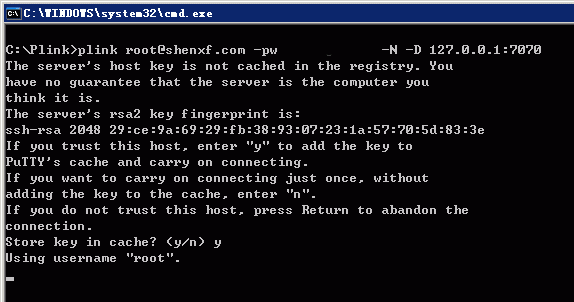 C:\WINDOWS\system32\cmd.exe
C:\Plink>plink root@shenxf.com -pw -N -D 127.0.0.1:7070
The server's host key is not cached in the registry. You
have no guarantee that the server is the computer you
think it is.
The server's rsa2 key fingerprint is:
ssh-rsa 2048 29:ce:9a:69:29:fb:38:93:07:23:1a:57:70:5d:83:3e
If you trust this host, enter "y" to add the key to
PuTTY's cache and carry on connecting.
If you want to carry on connecting just once, without
adding the key to the cache, enter "n".
If you do not trust this host, press Return to abandon the
connection.
Store key in cache? (y/n) y
Using username "root".